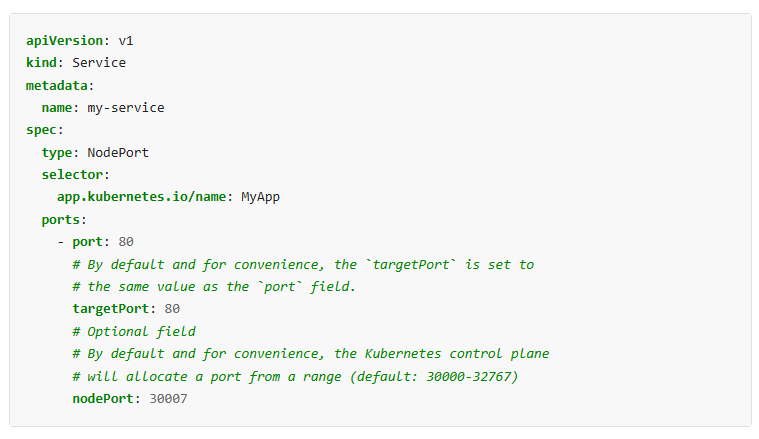 apiVersion: v1
kind: Service
metadata:
  name: my-service
spec:
  type: NodePort
  selector:
    app.kubernetes.io/name: MyApp
  ports:
    - port: 80
      # By default and for convenience, the `targetPort` is set to
      # the same value as the `port` field.
      targetPort: 80
      # Optional field
      # By default and for convenience, the Kubernetes control plane
      # will allocate a port from a range (default: 30000-32767)
      nodePort: 30007